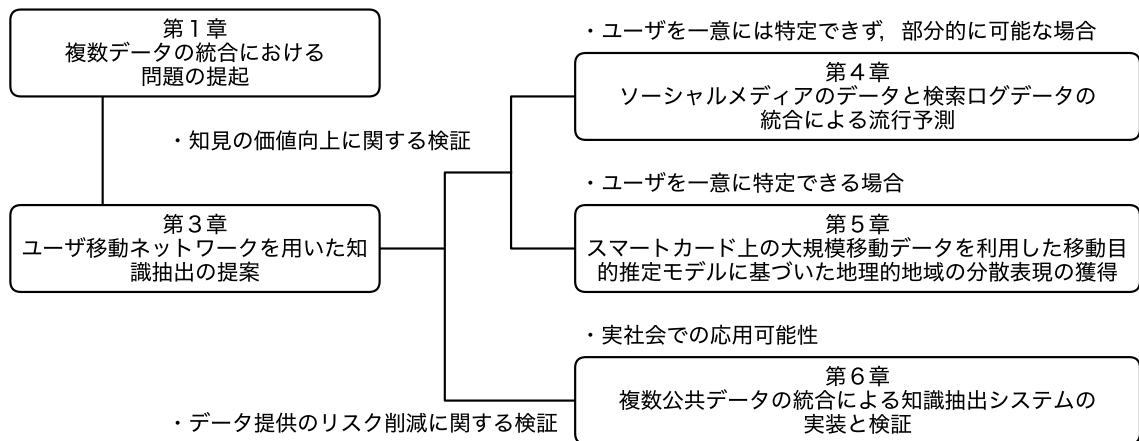 第1章
複数データの統合における
問題の提起
・知見の価値向上に関する検証
第3章
ユーザ移動ネットワークを用いた知
識抽出の提案
・ユーザを一意には特定できず，部分的に可能な場合
第4章
ソーシャルメディアのデータと検索ログデータの
統合による流行予測
・ユーザを一意に特定できる場合
第5章
スマートカード上の大規模移動データを利用した移動目
的推定モデルに基づいた地理的地域の分散表現の獲得
・実社会での応用可能性
第6章
複数公共データの統合による知識抽出システムの
実装と検証
・データ提供のリスク削減に関する検証